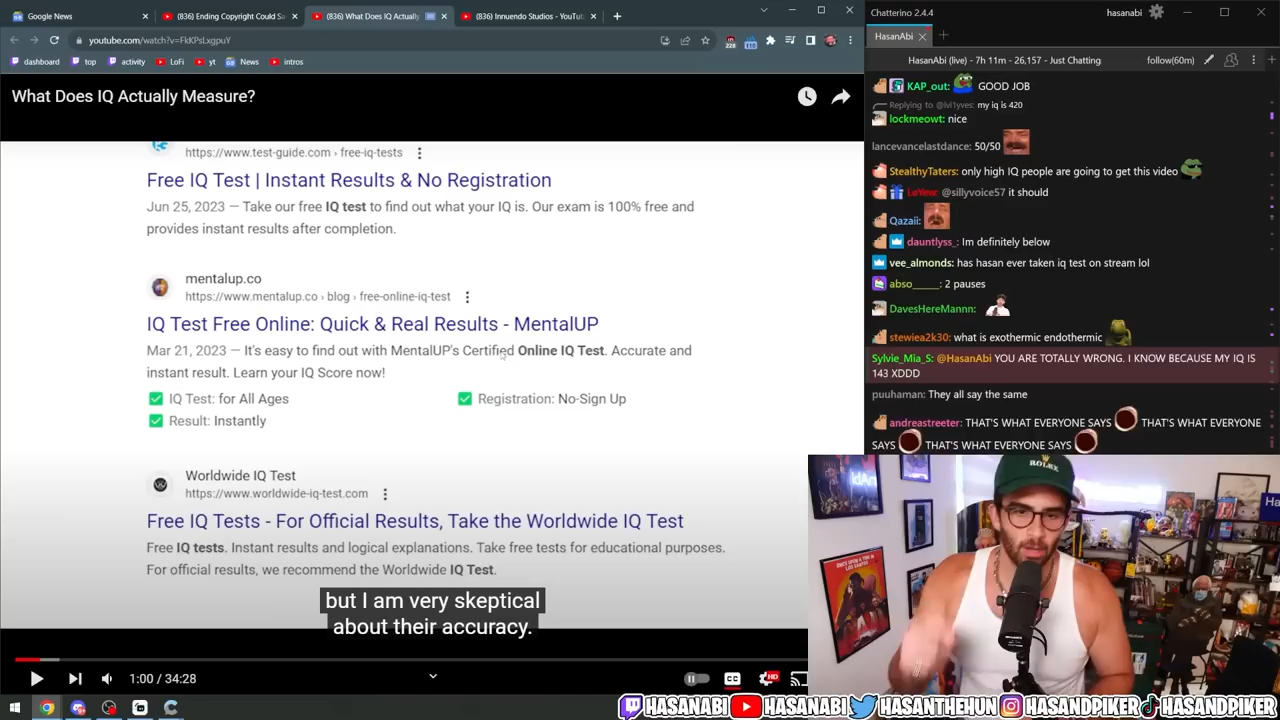 Google News
(836) Ending Copyright Could Sa
(836) What Does IQ Actually
(836) Innuendo Studios - YouTub
youtube.com/watch?v=FkKPsLxgpuY
dashboard
top
activity
LoFi
yt
News
intros
What Does IQ Actually Measure?
https://www.test-guide.com › free-iq-tests
Free IQ Test | Instant Results & No Registration
Jun 25, 2023 — Take our free IQ test to find out what your IQ is. Our exam is 100% free and
provides instant results after completion.
mentalup.co
https://www.mentalup.co › blog › free-online-iq-test
IQ Test Free Online: Quick & Real Results - MentalUP
Mar 21, 2023 — It's easy to find out with MentalUP's Certified Online IQ Test. Accurate and
instant result. Learn your IQ Score now!
IQ Test: for All Ages
Registration: No-Sign Up
Result: Instantly
Worldwide IQ Test
https://www.worldwide-iq-test.com
Free IQ Tests - For Official Results, Take the Worldwide IQ Test
Free IQ tests. Instant results and logical explanations. Take free tests for educational purposes.
For official results, we recommend the Worldwide IQ Test.
but I am very skeptical
about their accuracy.
1:00 / 34:28
CC
HD
Chatterino 2.4.4
hasanabi
HasanAbi
HasanAbi (live) - 7h 11m - 26,157 - Just Chatting
follow(60m)
KAP_out: GOOD JOB
Replying to @lvl1yves: my iq is 420
lockmeowt: nice
lancevancelastdance: 50/50
StealthyTaters: only high IQ people are going to get this video
@sillyvoice57 it should
Qazaii:
dauntlyss_: Im definitely below
vee_almonds: has hasan ever taken iq test on stream lol
abso_____: 2 pauses
DavesHereMannn:
stewiea2k30: what is exothermic endothermic
Sylvie_Mia_S: @HasanAbi YOU ARE TOTALLY WRONG. I KNOW BECAUSE MY IQ IS
143 XDDD
puuhaman: They all say the same
andreastreeter: THAT'S WHAT EVERYONE SAYS THAT'S WHAT EVERYONE
SAYS THAT'S WHAT EVERYONE SAYS
ROLEX
HASANABI
HASANABI
HASANTHEHUN
HASANDPIKER
HASANDPIKER